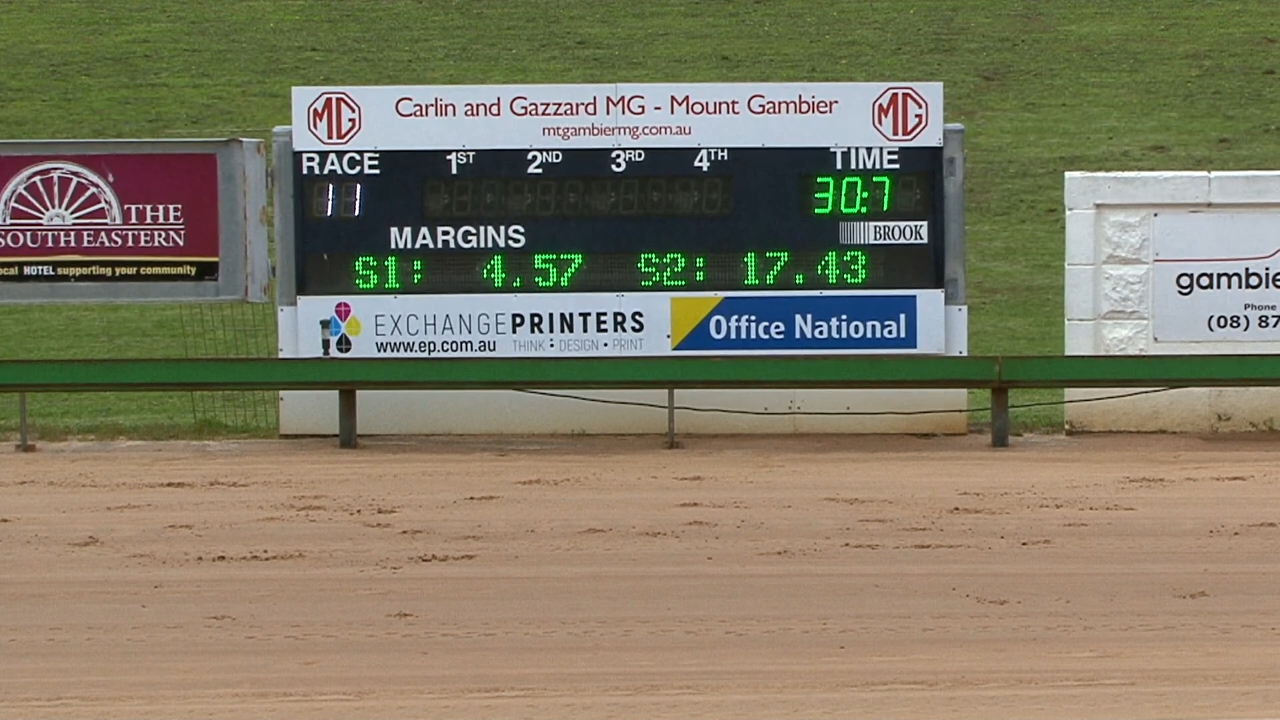 MG Carlin and Gazzard MG - Mount Gambier MG
mtgambiermg.com.au
RACE 1ST 2ND 3RD 4TH TIME
11 30:7
MARGINS BROOK
S1: 4.57 S2: 17.43
EXCHANGEPRINTERS
www.ep.com.au THINK : DESIGN • PRINT
Office National
THE
SOUTH EASTERN
ocal HOTEL supporting your community
gambie
Phone
(08) 87